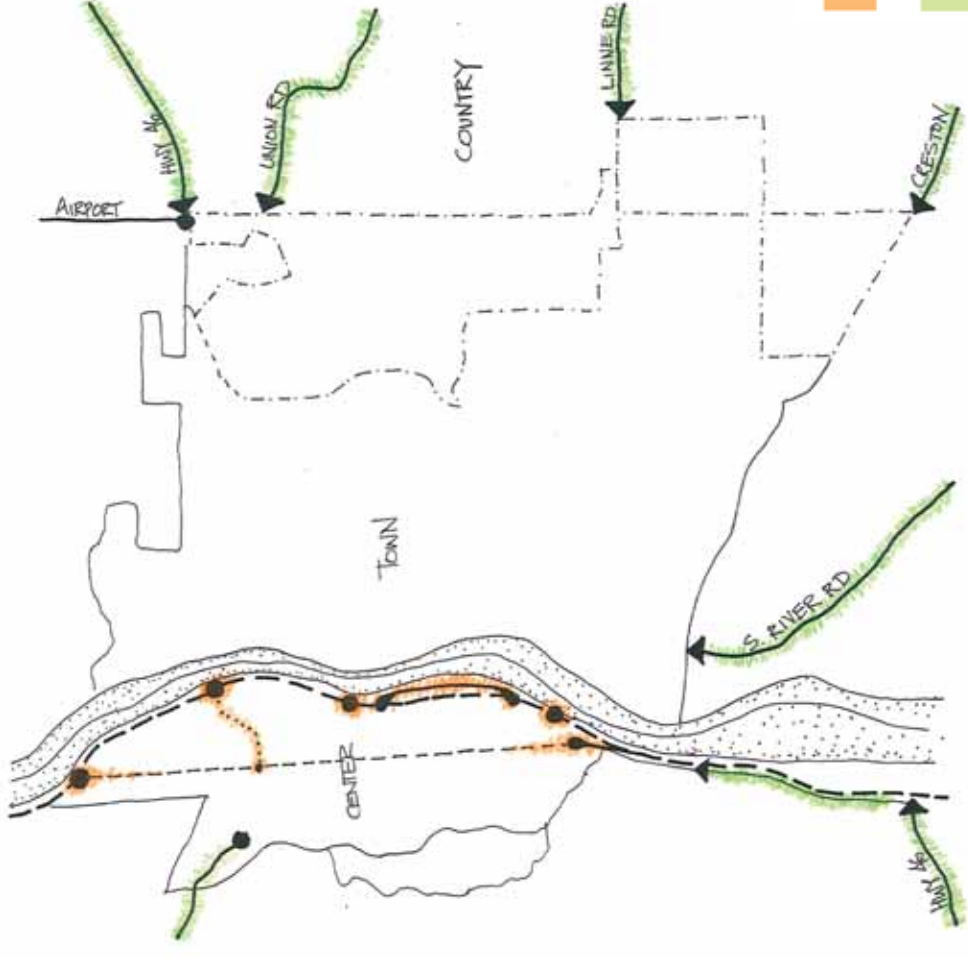 HWY 46
UNION RD
COUNTRY
LINNE RD
CRESTON
AIRPORT
TOWN
S. RIVER RD
CENTER
HWY 46